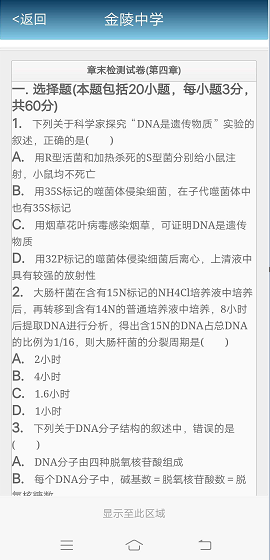 <返回
金陵中学
章末检测试卷(第四章)
一. 选择题(本题包括20小题，每小题3分，
共60分)
1. 下列关于科学家探究“DNA是遗传物质”实验的
叙述，正确的是(　　)
A. 用R型活菌和加热杀死的S型菌分别给小鼠注
射，小鼠均不死亡
B. 用35S标记的噬菌体侵染细菌，在子代噬菌体中
也有35S标记
C. 用烟草花叶病毒感染烟草，可证明DNA是遗传
物质
D. 用32P标记的噬菌体侵染细菌后离心，上清液中
具有较强的放射性
2. 大肠杆菌在含有15N标记的NH4Cl培养液中培养
后，再转移到含有14N的普通培养液中培养，8小时
后提取DNA进行分析，得出含15N的DNA占总DNA
的比例为1/16，则大肠杆菌的分裂周期是(　　)
A. 2小时
B. 4小时
C. 1.6小时
D. 1小时
3. 下列关于DNA分子结构的叙述中，错误的是
(　　)
A. DNA分子由四种脱氧核苷酸组成
B. 每个DNA分子中，碱基数＝脱氧核苷酸数＝脱
氧核糖数
显示至此区域